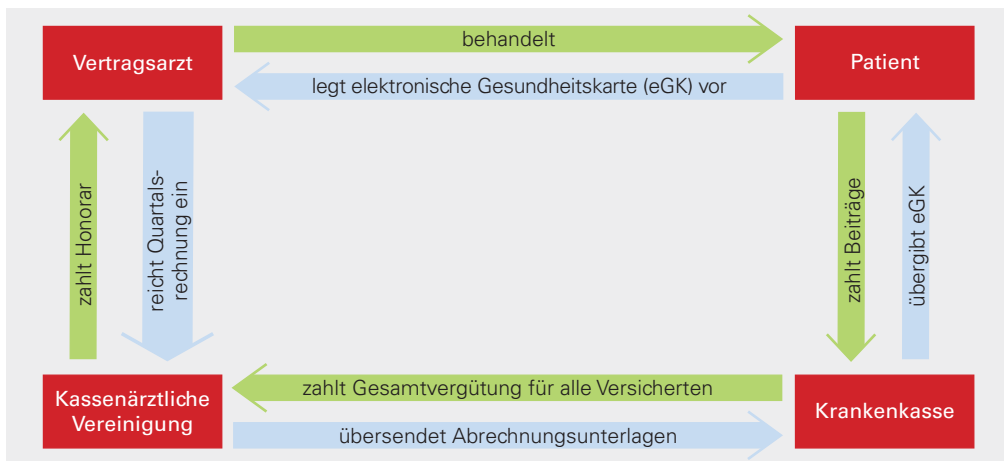 Vertragsarzt
behandelt
legt elektronische Gesundheitskarte (eGK) vor
Patient
zahlt Honorar
reicht Quartals-
rechnung ein
zahlt Beiträge
übergibt eGK
Kassenärztliche
Vereinigung
zahlt Gesamtvergütung für alle Versicherten
übersendet Abrechnungsunterlagen
Krankenkasse